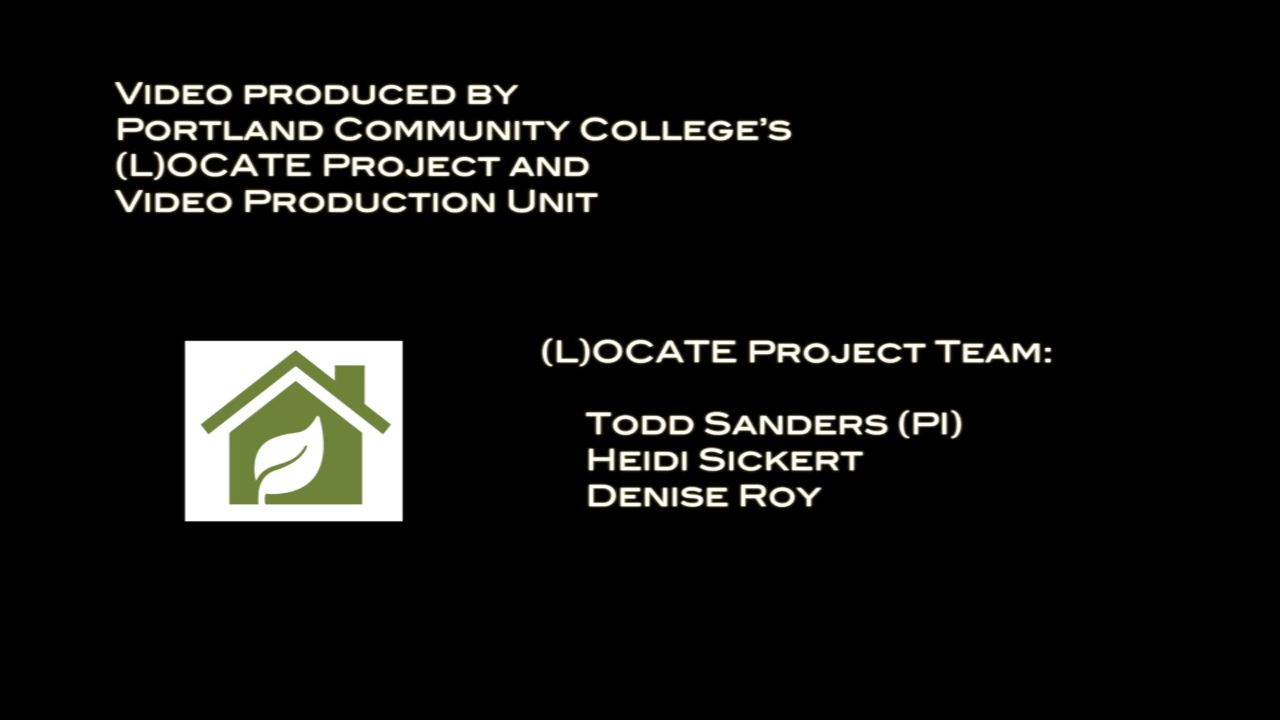 Video produced by
Portland Community College’s
(L)OCATE Project and
Video Production Unit
(L)OCATE Project Team:
Todd Sanders (PI)
Heidi Sickert
Denise Roy